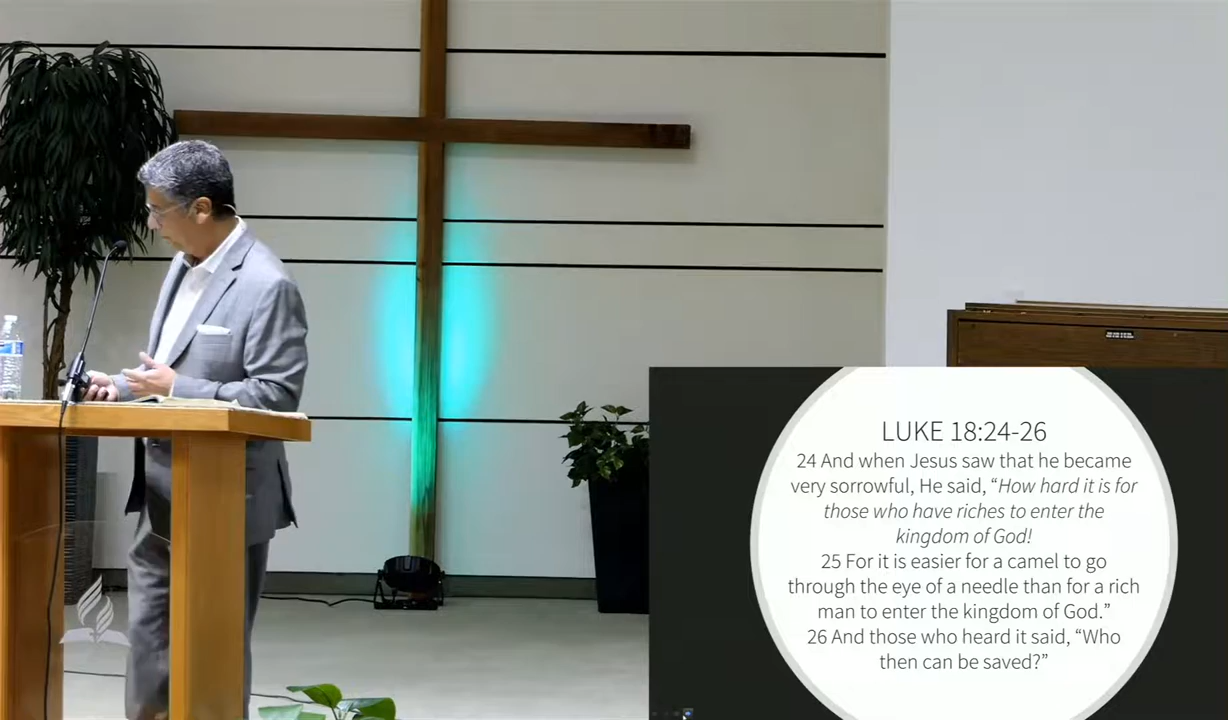 LUKE 18:24-26
24 And when Jesus saw that he became
very sorrowful, He said, “How hard it is for
those who have riches to enter the
kingdom of God!
25 For it is easier for a camel to go
through the eye of a needle than for a rich
man to enter the kingdom of God.”
26 And those who heard it said, “Who
then can be saved?”